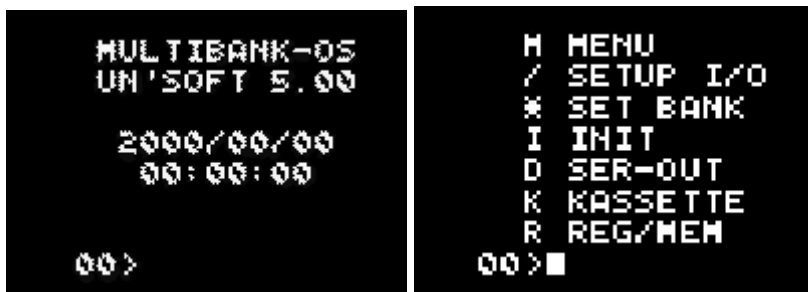 MULTIBANK-OS
UN'SOFT 5.00
2000/00/00
00:00:00
00>
M MENU
/ SETUP I/O
* SET BANK
I INIT
D SER-OUT
K KASSETTE
R REG/MEM
00>